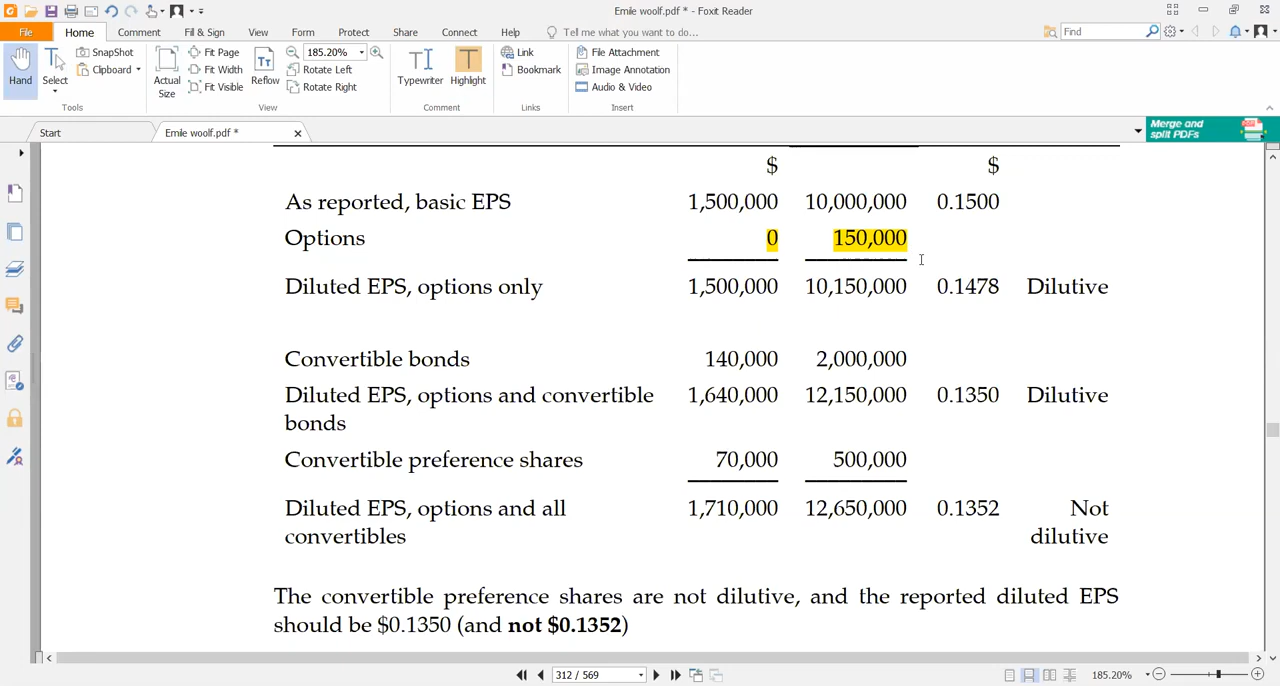 Emile woolf.pdf * - Foxit Reader
File Home Comment Fill & Sign View Form Protect Share Connect Help Tell me what you want to do... Find
Hand
Select
SnapShot
Clipboard
Actual Size
Fit Page
Fit Width
Fit Visible
Reflow
185.20%
Rotate Left
Rotate Right
Typewriter
Highlight
Link
Bookmark
File Attachment
Image Annotation
Audio & Video
Tools View Comment Links Insert
Start
Emile woolf.pdf *
Merge and
split PDFs
$ $
As reported, basic EPS 1,500,000 10,000,000 0.1500
Options 0 150,000
Diluted EPS, options only 1,500,000 10,150,000 0.1478 Dilutive
Convertible bonds 140,000 2,000,000
Diluted EPS, options and convertible 1,640,000 12,150,000 0.1350 Dilutive
bonds
Convertible preference shares 70,000 500,000
Diluted EPS, options and all 1,710,000 12,650,000 0.1352 Not
convertibles dilutive
The convertible preference shares are not dilutive, and the reported diluted EPS
should be $0.1350 (and not $0.1352)
312 / 569
185.20%